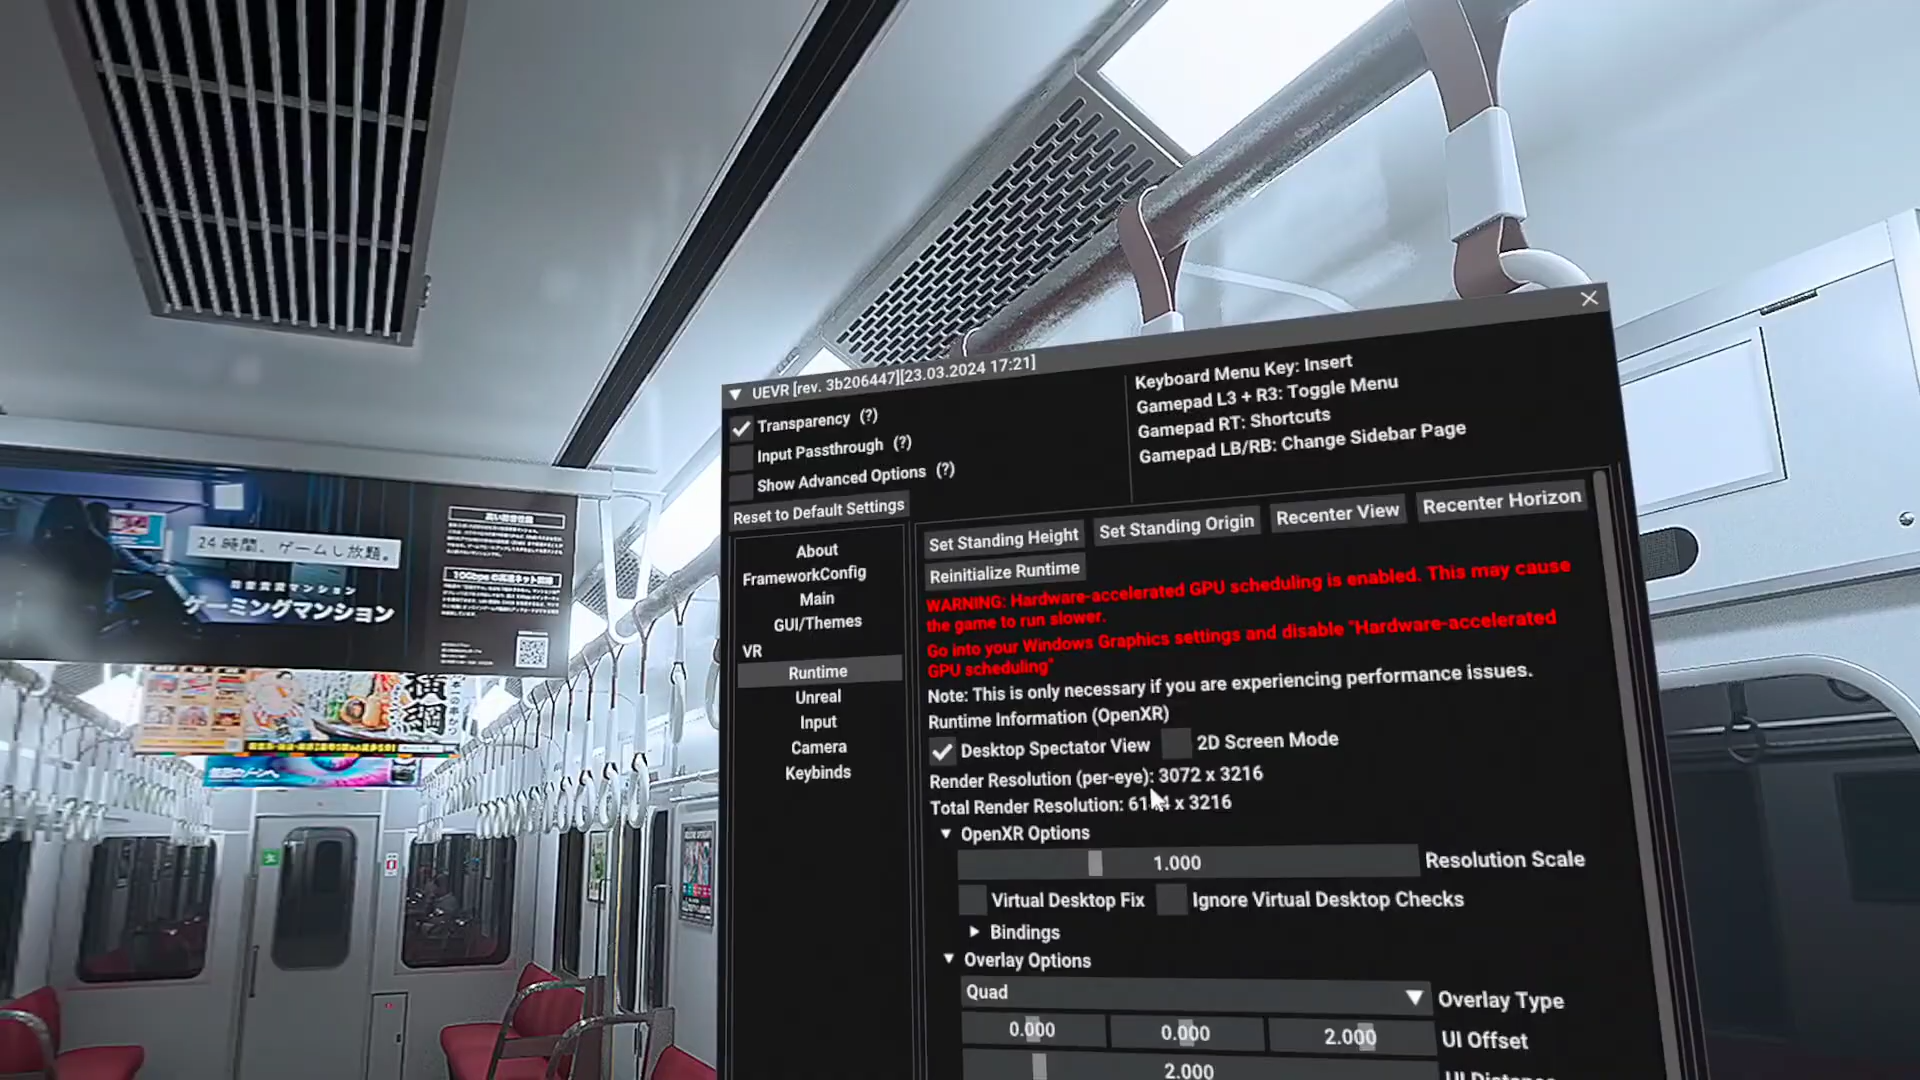 24時間、ゲームし放題。
ゲーミングマンション
UEVR [rev. 3b206447][23.03.2024 17:21]
Transparency (?)
Input Passthrough (?)
Show Advanced Options (?)
Reset to Default Settings
Keyboard Menu Key: Insert
Gamepad L3 + R3: Toggle Menu
Gamepad RT: Shortcuts
Gamepad LB/RB: Change Sidebar Page
About
FrameworkConfig
Main
GUI/Themes
VR
Runtime
Unreal
Input
Camera
Keybinds
Set Standing Height
Set Standing Origin
Recenter View
Recenter Horizon
Reinitialize Runtime
WARNING: Hardware-accelerated GPU scheduling is enabled. This may cause
the game to run slower.
Go into your Windows Graphics settings and disable "Hardware-accelerated
GPU scheduling"
Note: This is only necessary if you are experiencing performance issues.
Runtime Information (OpenXR)
Desktop Spectator View
2D Screen Mode
Render Resolution (per-eye): 3072 x 3216
Total Render Resolution: x 3216
OpenXR Options
1.000
Resolution Scale
Virtual Desktop Fix
Ignore Virtual Desktop Checks
Bindings
Overlay Options
Quad
Overlay Type
0.000
0.000
2.000
UI Offset
2.000